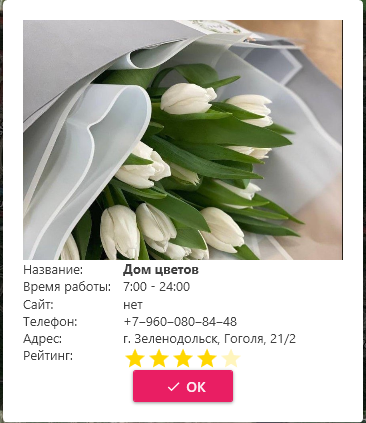 Название: Дом цветов
Время работы: 7:00 - 24:00
Сайт: нет
Телефон: +7–960–080–84–48
Адрес: г. Зеленодольск, Гоголя, 21/2
Рейтинг:
OK